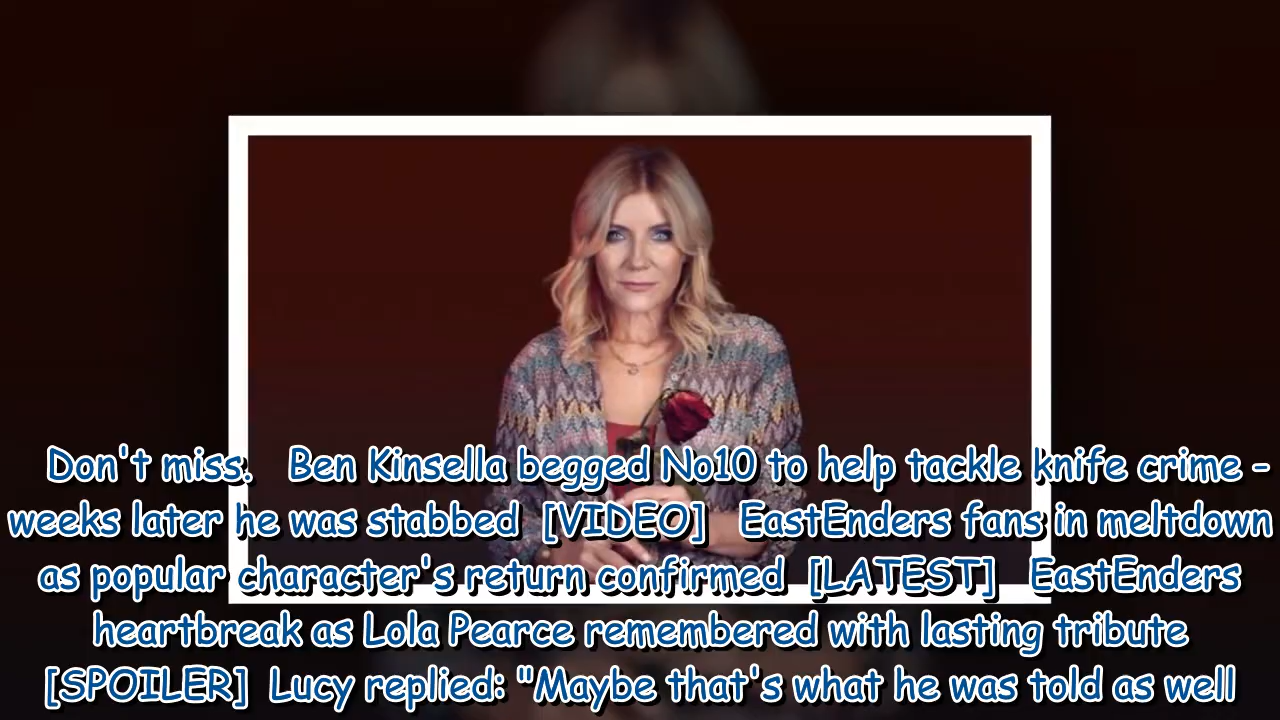 Don't miss. Ben Kinsella begged No10 to help tackle knife crime -
weeks later he was stabbed [VIDEO] EastEnders fans in meltdown
as popular character's return confirmed [LATEST] EastEnders
heartbreak as Lola Pearce remembered with lasting tribute
[SPOILER] Lucy replied: "Maybe that's what he was told as well